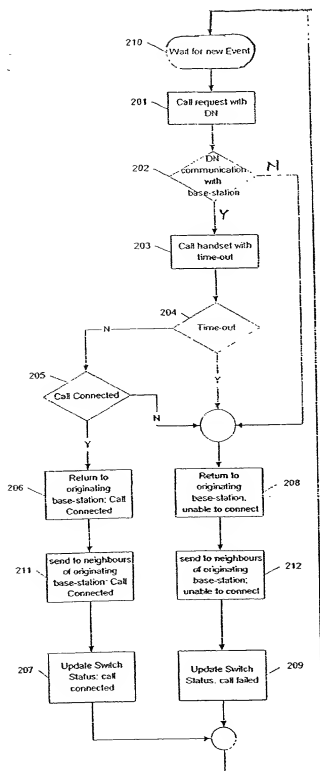 210
Wait for new Event
201
Call request with
DN
202
DN
communication
with
base-station
N
Y
203
Call handset with
time-out
204
Time-out
N
Y
205
Call Connected
N
Y
206
Return to
originating
base-station: Call
Connected
Return to
originating
base-station,
unable to connect
208
211
send to neighbours
of originating
base-station: Call
Connected
send to neighbours
of originating
base-station;
unable to connect
212
207
Update Switch
Status: call
connected
Update Switch
Status, call failed
209